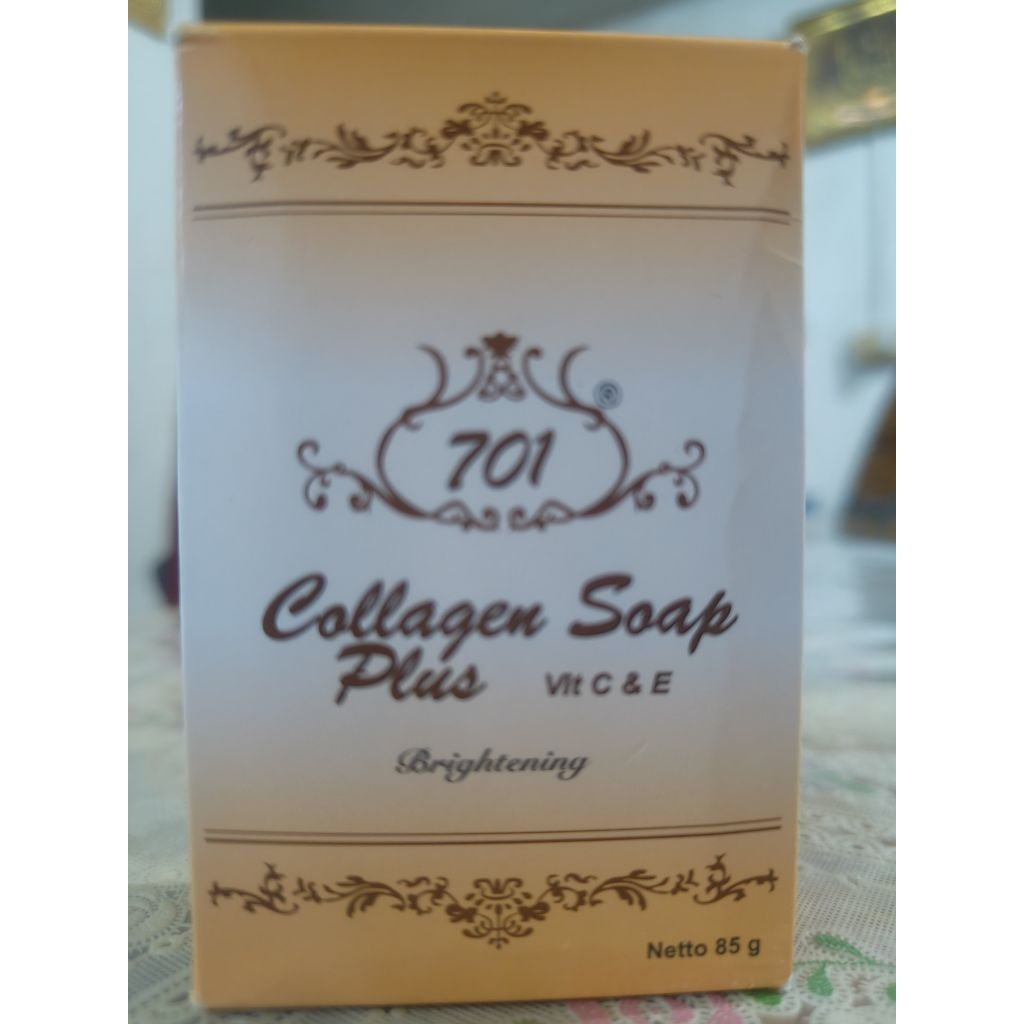 701
®
Collagen Soap
Plus Vit C & E
Brightening
Netto 85 g